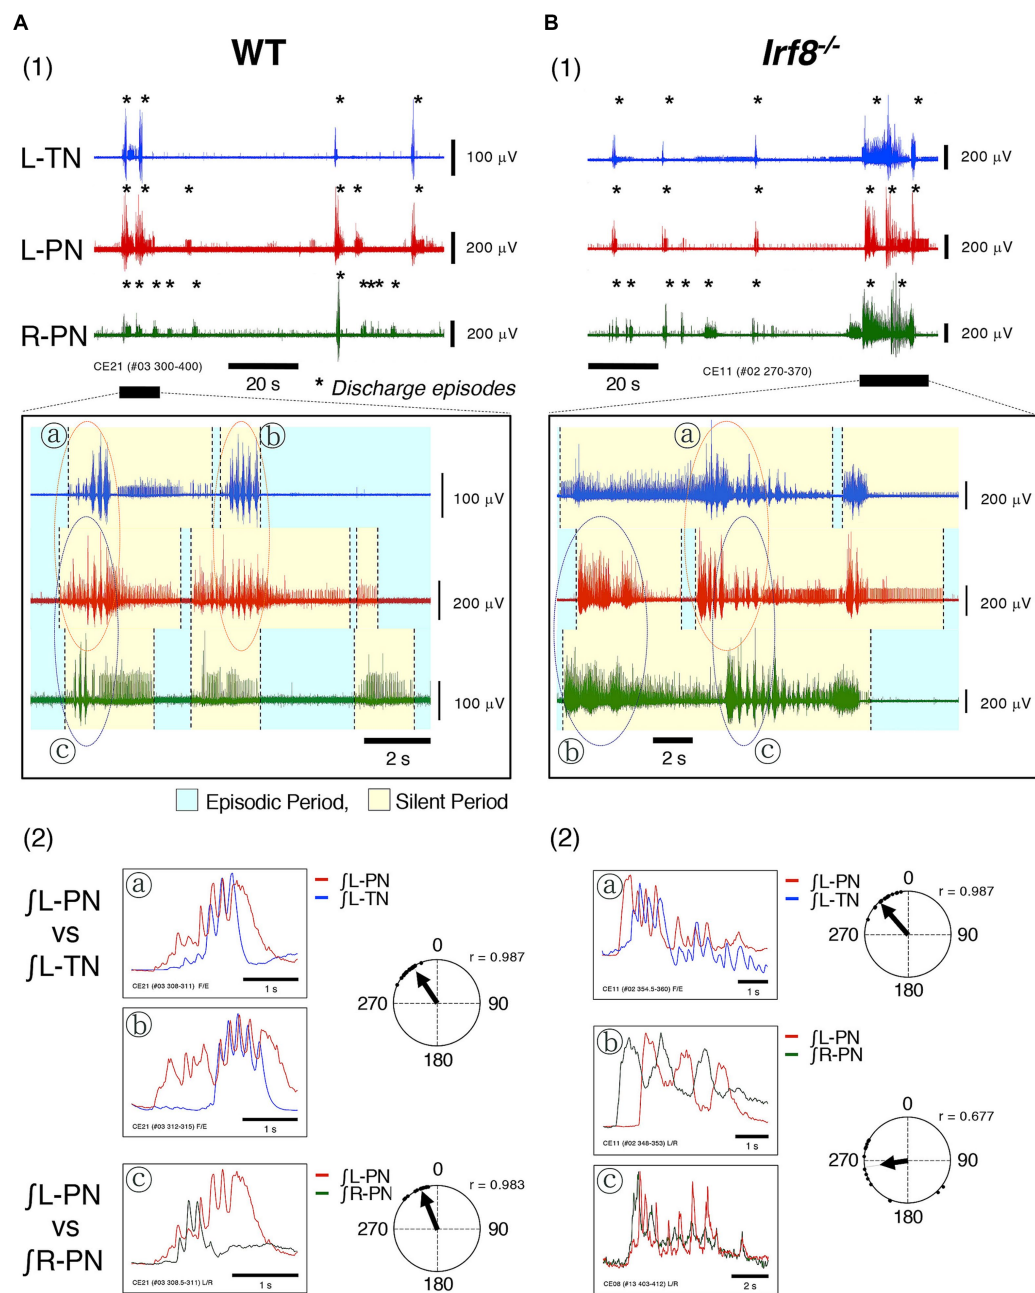 A
B
WT
Irf8-/-
(1)
(1)
* * * *
* * * * *
L-TN
100 μV
200 μV
* * * * * *
* * * * * *
L-PN
200 μV
200 μV
* * * * * * * * * *
* * * * * * * *
R-PN
200 μV
200 μV
CE21 (#03 300-400)
20 s
* Discharge episodes
20 s
CE11 (#02 270-370)
ⓐ
ⓑ
ⓐ
100 μV
200 μV
200 μV
200 μV
100 μV
200 μV
ⓒ
2 s
ⓑ
2 s
ⓒ
Episodic Period,
Silent Period
(2)
(2)
∫L-PN
vs
∫L-TN
ⓐ
∫L-PN
∫L-TN
1 s
CE21 (#03 308-311) F/E
ⓑ
1 s
CE21 (#03 312-315) F/E
0
r = 0.987
270
90
180
ⓐ
∫L-PN
∫L-TN
1 s
CE11 (#02 354.5-360) F/E
0
r = 0.987
270
90
180
∫L-PN
vs
∫R-PN
ⓒ
∫L-PN
∫R-PN
1 s
CE21 (#03 308.5-311) L/R
0
r = 0.983
270
90
180
ⓑ
∫L-PN
∫R-PN
1 s
CE11 (#02 348-353) L/R
ⓒ
2 s
CE08 (#13 403-412) L/R
0
r = 0.677
270
90
180